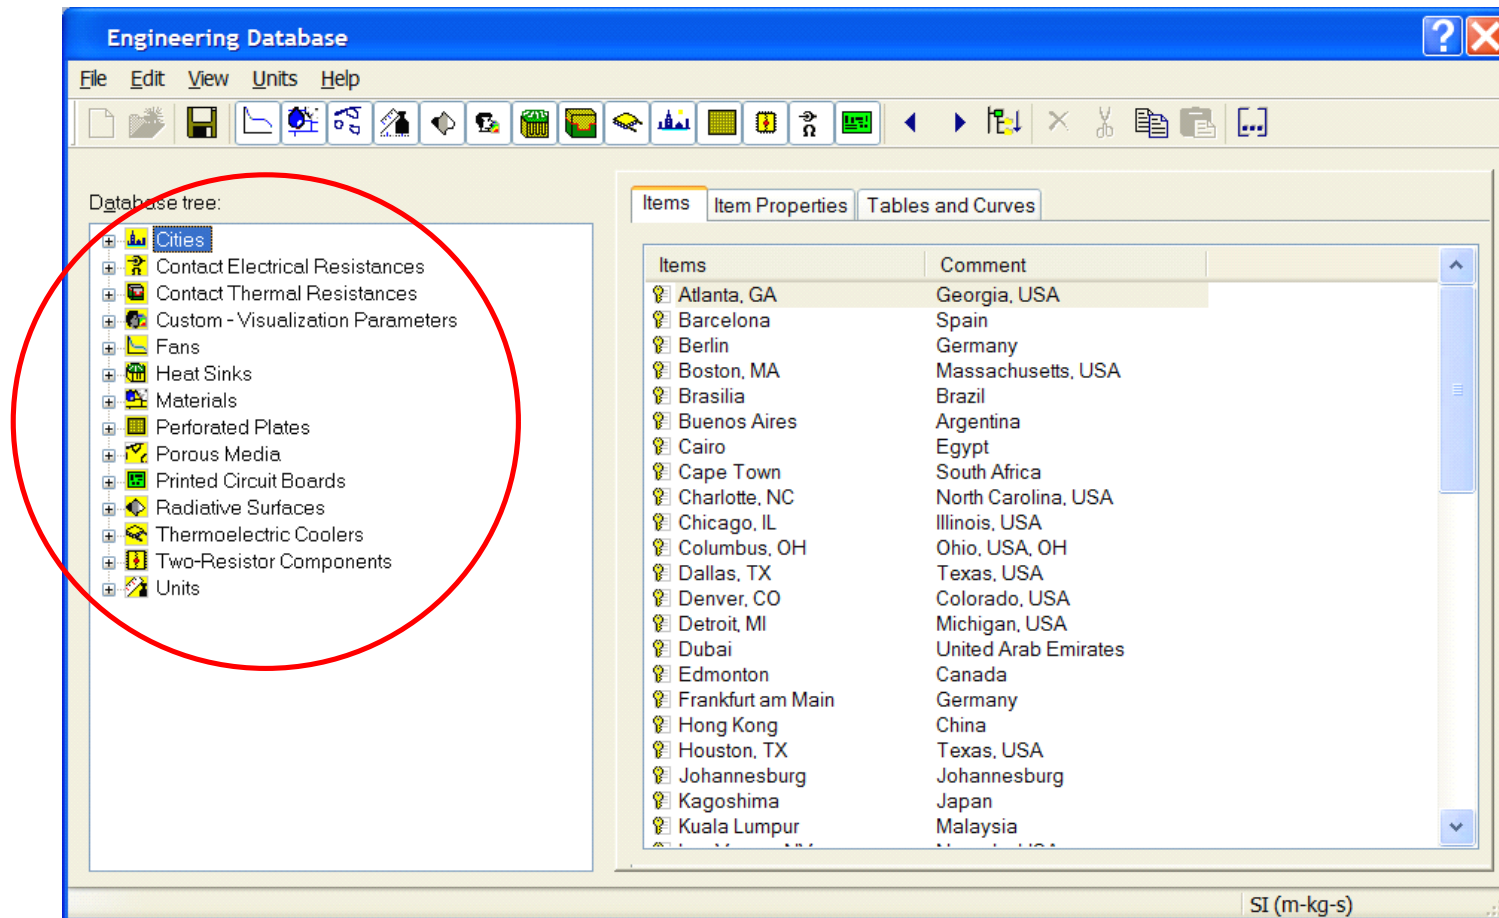 Engineering Database
File Edit View Units Help
Database tree:
Cities
Contact Electrical Resistances
Contact Thermal Resistances
Custom - Visualization Parameters
Fans
Heat Sinks
Materials
Perforated Plates
Porous Media
Printed Circuit Boards
Radiative Surfaces
Thermoelectric Coolers
Two-Resistor Components
Units
Items Item Properties Tables and Curves
Items Comment
Atlanta, GA Georgia, USA
Barcelona Spain
Berlin Germany
Boston, MA Massachusetts, USA
Brasilia Brazil
Buenos Aires Argentina
Cairo Egypt
Cape Town South Africa
Charlotte, NC North Carolina, USA
Chicago, IL Illinois, USA
Columbus, OH Ohio, USA, OH
Dallas, TX Texas, USA
Denver, CO Colorado, USA
Detroit, MI Michigan, USA
Dubai United Arab Emirates
Edmonton Canada
Frankfurt am Main Germany
Hong Kong China
Houston, TX Texas, USA
Johannesburg Johannesburg
Kagoshima Japan
Kuala Lumpur Malaysia
SI (m-kg-s)